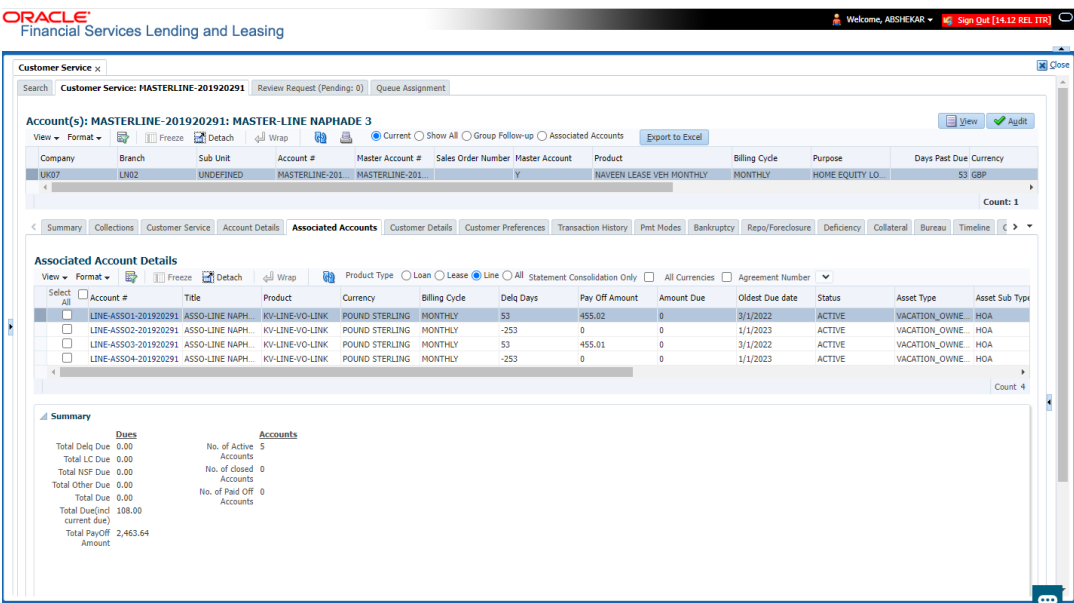 ORACLE
Financial Services Lending and Leasing
Welcome, ABSHEKAR Sign Out [14.12 REL ITR]
Customer Service x
Close
Search Customer Service: MASTERLINE-201920291 Review Request (Pending: 0) Queue Assignment
Account(s): MASTERLINE-201920291: MASTER-LINE NAPHADE 3
View Audit
View Format Freeze Detach Wrap Current Show All Group Follow-up Associated Accounts Export to Excel
Company Branch Sub Unit Account # Master Account # Sales Order Number Master Account Product Billing Cycle Purpose Days Past Due Currency
UK07 LN02 UNDEFINED MASTERLINE-201... MASTERLINE-201... Y NAVEEN LEASE VEH MONTHLY MONTHLY HOME EQUITY LO... 53 GBP
Count: 1
Summary Collections Customer Service Account Details Associated Accounts Customer Details Customer Preferences Transaction History Pmt Modes Bankruptcy Repo/Foreclosure Deficiency Collateral Bureau Timeline
Associated Account Details
View Format Freeze Detach Wrap Product Type Loan Lease Line All Statement Consolidation Only All Currencies Agreement Number
Select All Account # Title Product Currency Billing Cycle Delq Days Pay Off Amount Amount Due Oldest Due date Status Asset Type Asset Sub Type
LINE-ASSO1-201920291 ASSO-LINE NAPH... KV-LINE-VO-LINK POUND STERLING MONTHLY 53 455.02 0 3/1/2022 ACTIVE VACATION_OWNE... HOA
LINE-ASSO2-201920291 ASSO-LINE NAPH... KV-LINE-VO-LINK POUND STERLING MONTHLY -253 0 0 1/1/2023 ACTIVE VACATION_OWNE... HOA
LINE-ASSO3-201920291 ASSO-LINE NAPH... KV-LINE-VO-LINK POUND STERLING MONTHLY 53 455.01 0 3/1/2022 ACTIVE VACATION_OWNE... HOA
LINE-ASSO4-201920291 ASSO-LINE NAPH... KV-LINE-VO-LINK POUND STERLING MONTHLY -253 0 0 1/1/2023 ACTIVE VACATION_OWNE... HOA
Count 4
Summary
Dues Accounts
Total Delq Due 0.00 No. of Active Accounts 5
Total LC Due 0.00
Total NSF Due 0.00 No. of closed Accounts 0
Total Other Due 0.00
Total Due 0.00 No. of Paid Off Accounts 0
Total Due(incl current due) 108.00
Total PayOff Amount 2,463.64